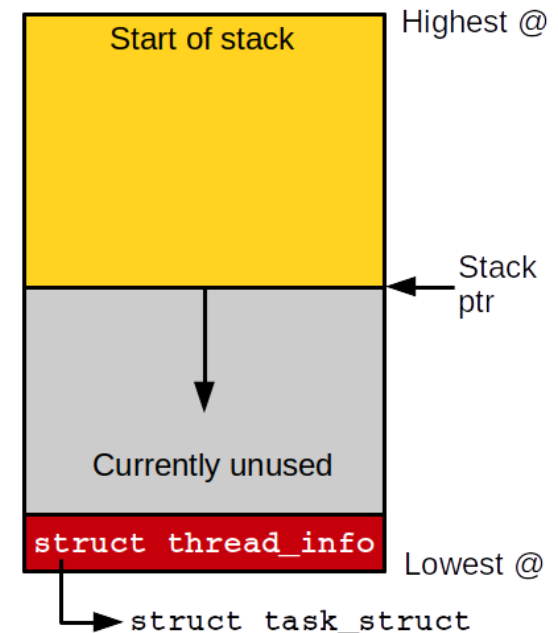 Highest @
Start of stack
Stack
ptr
Currently unused
struct thread_info
Lowest @
struct task_struct